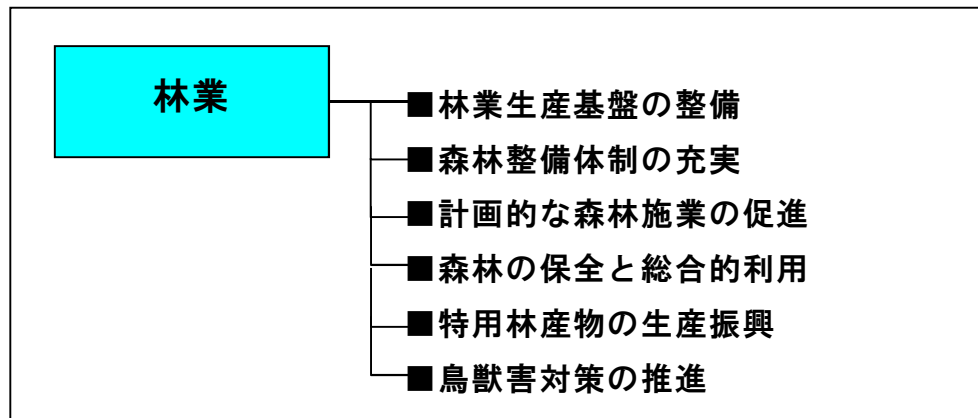 林業
■林業生産基盤の整備
■森林整備体制の充実
■計画的な森林施業の促進
■森林の保全と総合的利用
■特用林産物の生産振興
■鳥獣害対策の推進